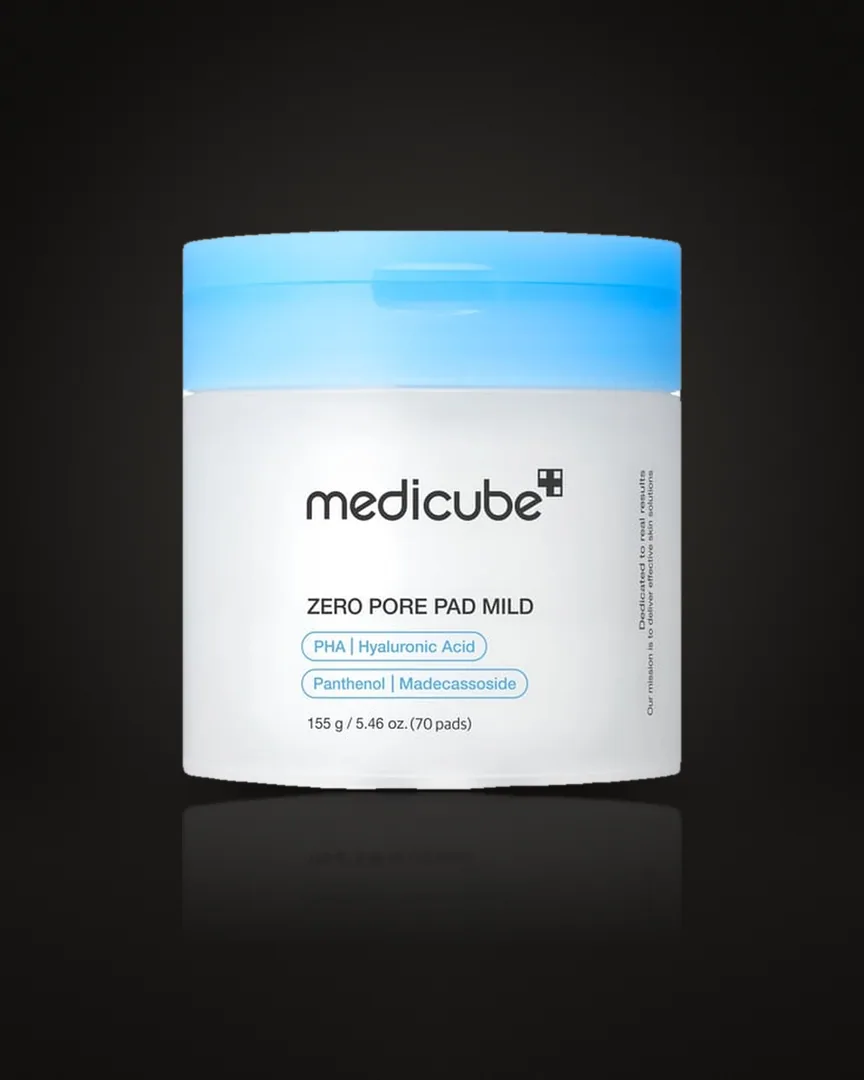 medicube
ZERO PORE PAD MILD
PHA | Hyaluronic Acid
Panthenol | Madecassoside
155 g / 5.46 oz. (70 pads)
Dedicated to real results
Our mission is to deliver effective skin solutions